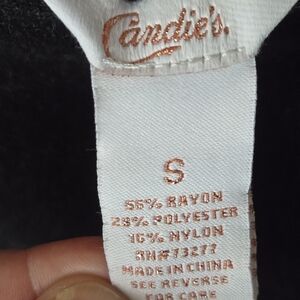 Candie's.
S
56% RAYON
28% POLYESTER
16% NYLON
RN#73277
MADE IN CHINA
SEE REVERSE
FOR CARE